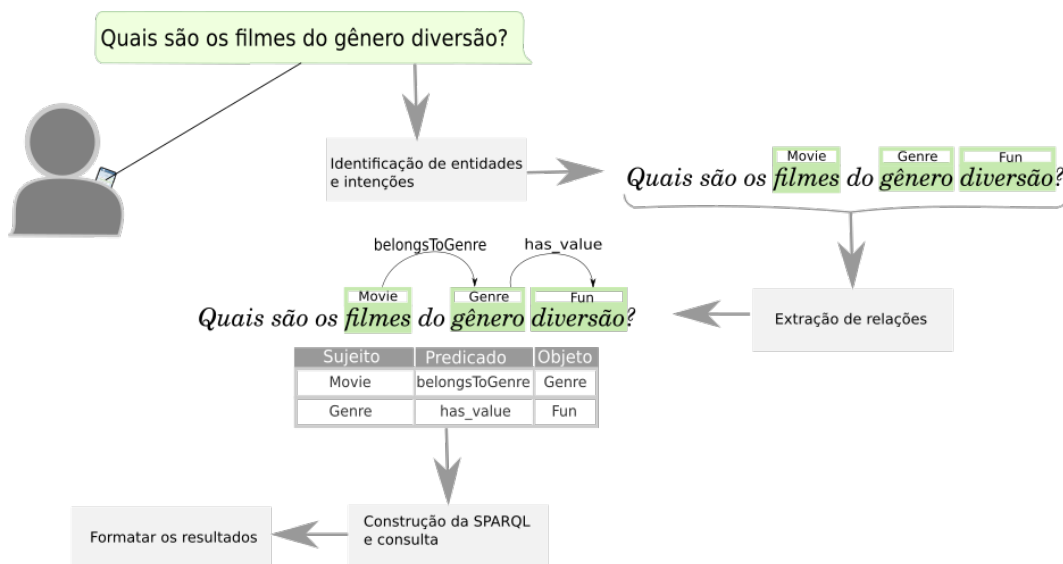 Quais são os filmes do gênero diversão?
Identificação de entidades
e intenções
Movie Genre Fun
Quais são os filmes do gênero diversão?
Extração de relações
belongsToGenre has_value
Movie Genre Fun
Quais são os filmes do gênero diversão?
Sujeito Predicado Objeto
Movie belongsToGenre Genre
Genre has_value Fun
Construção da SPARQL
e consulta
Formatar os resultados